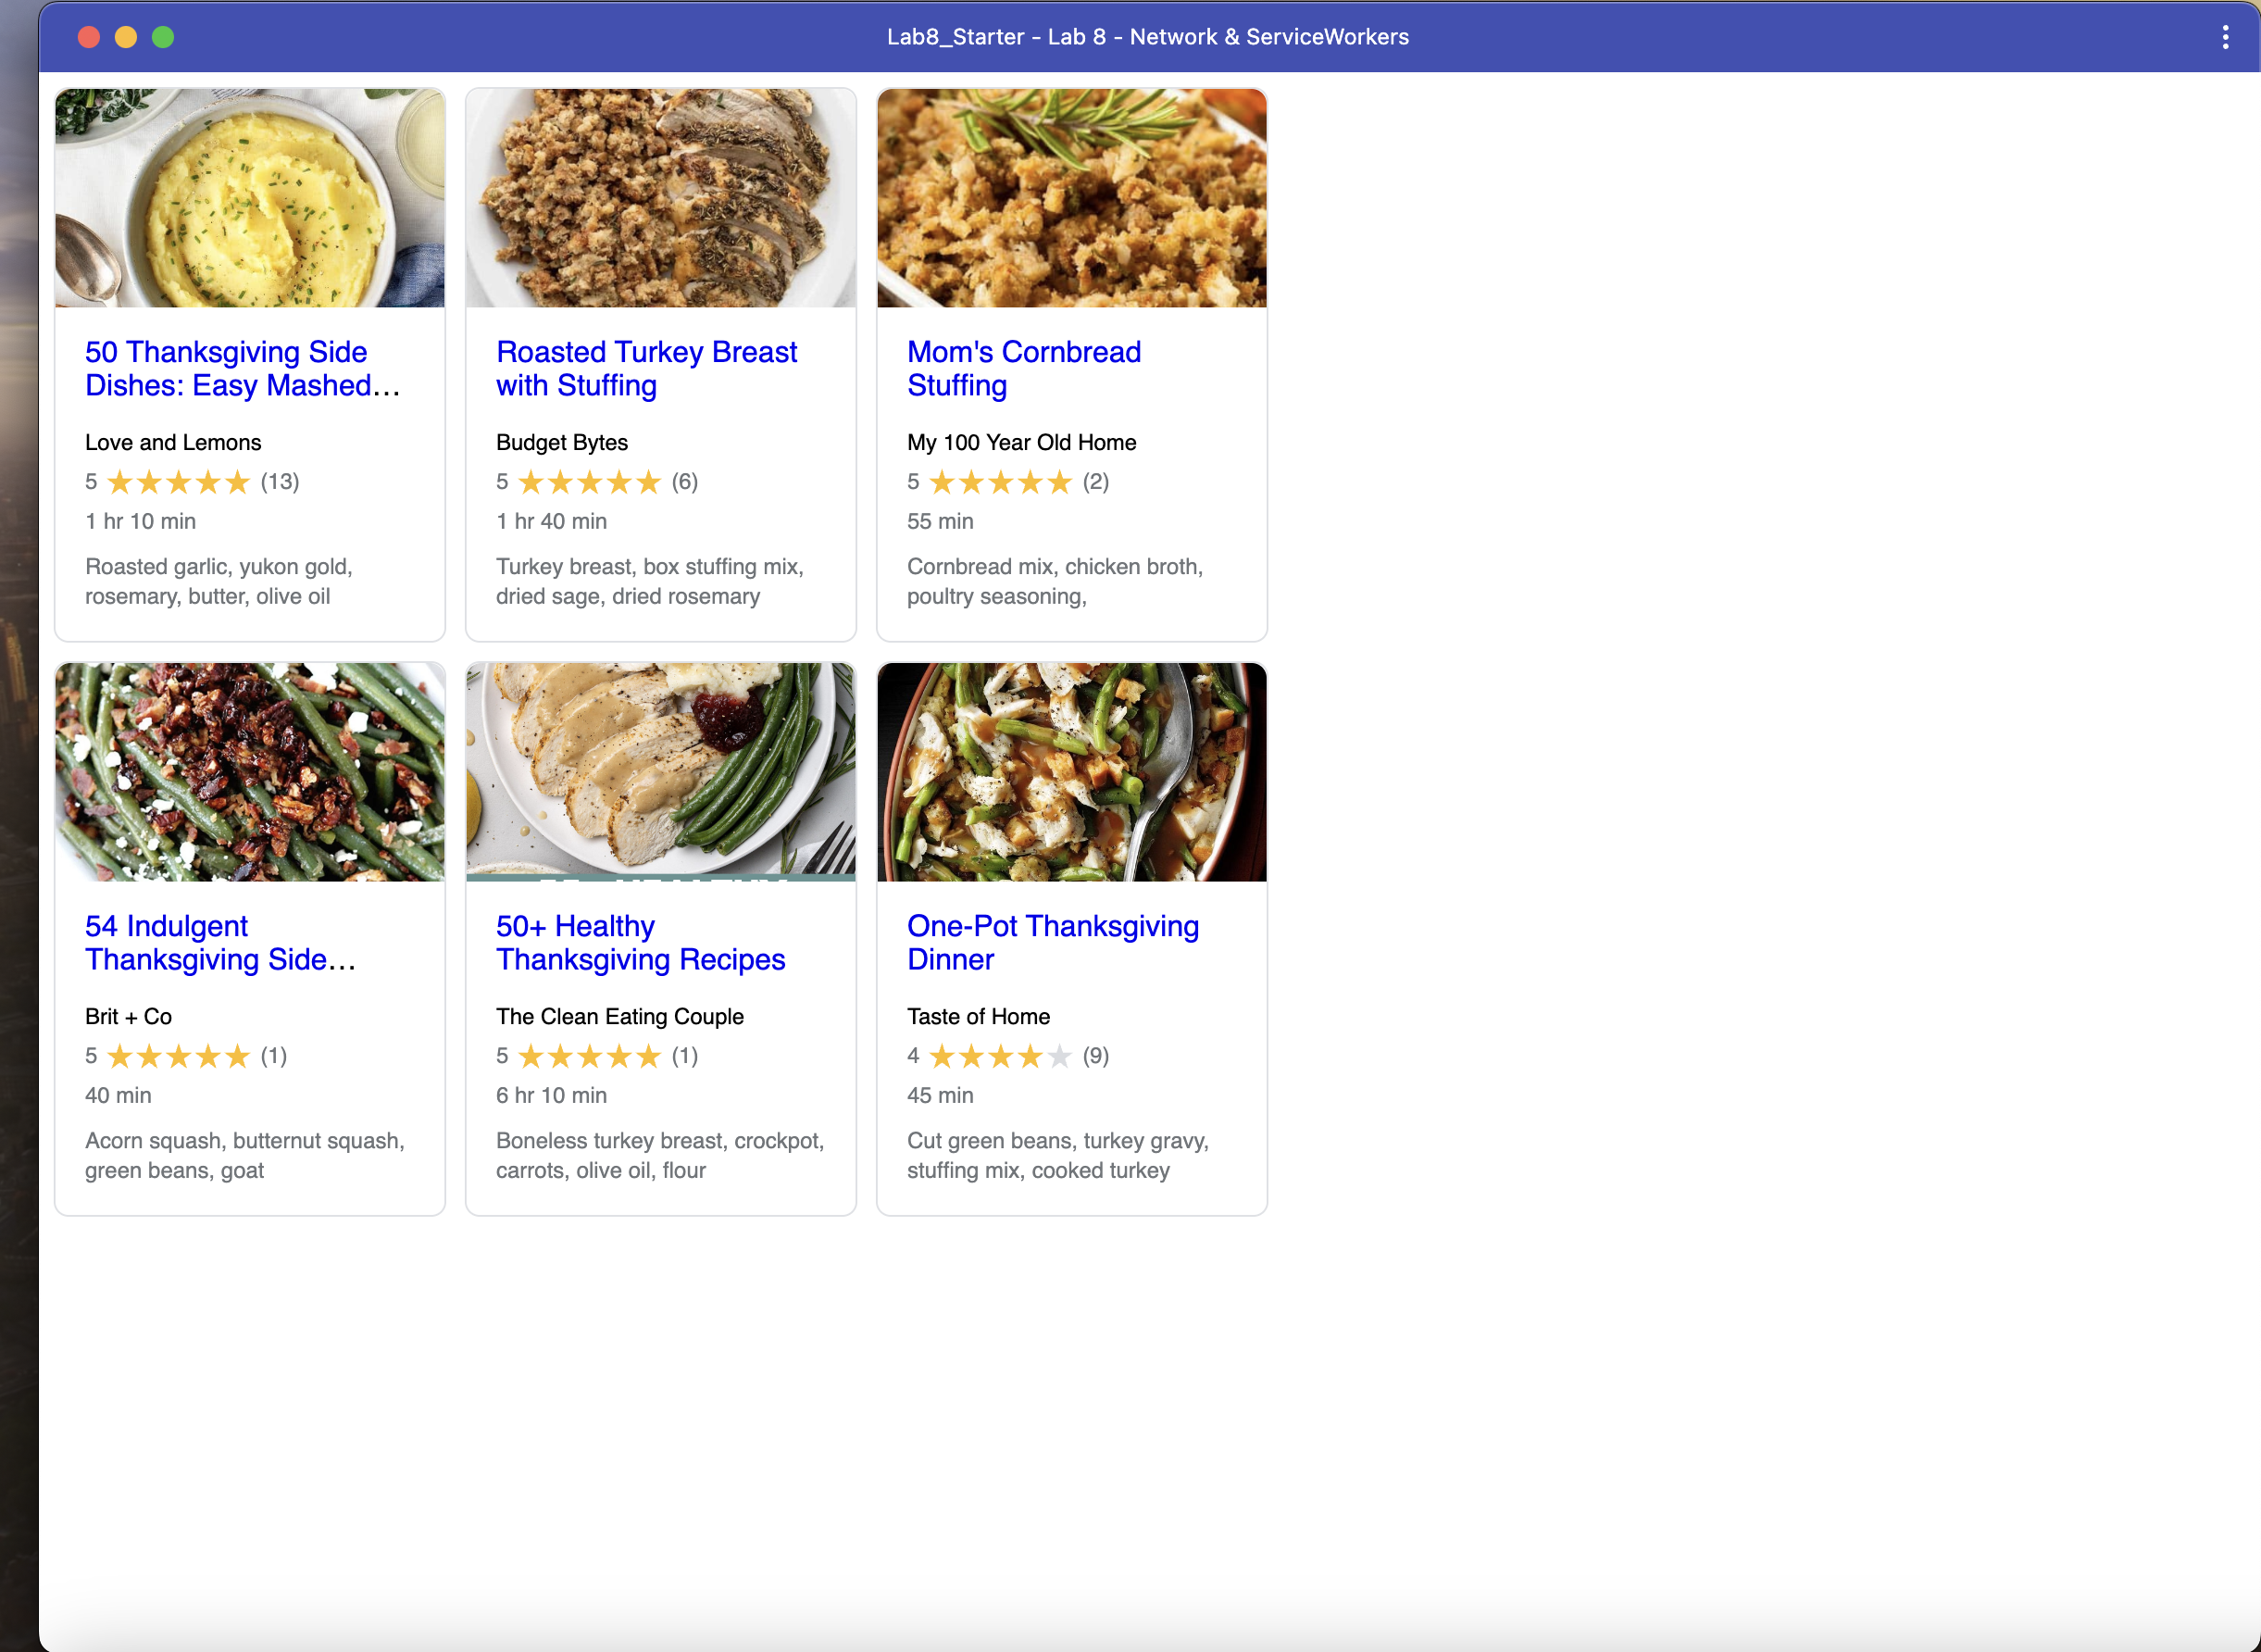 Lab8_Starter - Lab 8 - Network & ServiceWorkers
50 Thanksgiving Side
Dishes: Easy Mashed...
Love and Lemons
5 ★★★★★ (13)
1 hr 10 min
Roasted garlic, yukon gold,
rosemary, butter, olive oil
Roasted Turkey Breast
with Stuffing
Budget Bytes
5 ★★★★★ (6)
1 hr 40 min
Turkey breast, box stuffing mix,
dried sage, dried rosemary
Mom's Cornbread
Stuffing
My 100 Year Old Home
5 ★★★★★ (2)
55 min
Cornbread mix, chicken broth,
poultry seasoning,
54 Indulgent
Thanksgiving Side...
Brit + Co
5 ★★★★★ (1)
40 min
Acorn squash, butternut squash,
green beans, goat
50+ Healthy
Thanksgiving Recipes
The Clean Eating Couple
5 ★★★★★ (1)
6 hr 10 min
Boneless turkey breast, crockpot,
carrots, olive oil, flour
One-Pot Thanksgiving
Dinner
Taste of Home
4 ★★★★★ (9)
45 min
Cut green beans, turkey gravy,
stuffing mix, cooked turkey